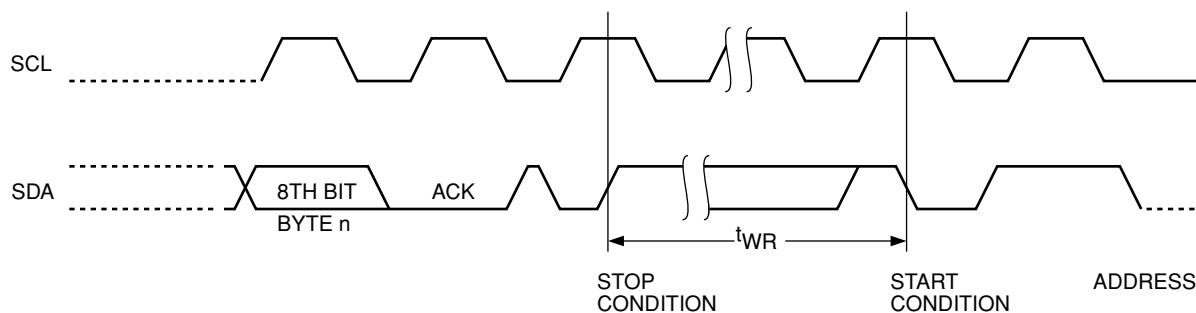 SCL
SDA
8TH BIT
ACK
BYTE n
tWR
STOP
CONDITION
START
CONDITION
ADDRESS